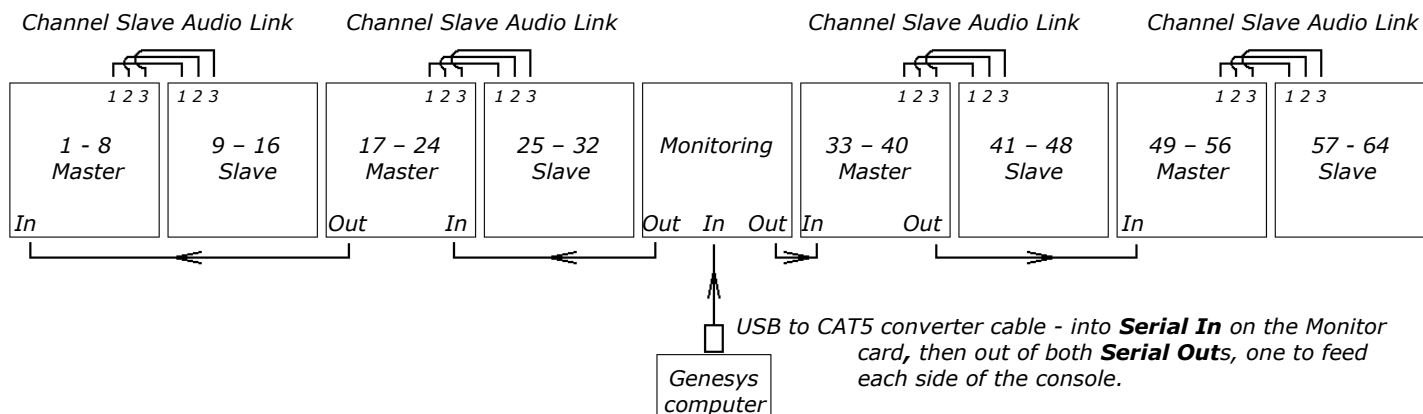 Channel Slave Audio Link Channel Slave Audio Link Channel Slave Audio Link Channel Slave Audio Link
1 2 3 1 2 3 1 2 3 1 2 3 1 2 3 1 2 3 1 2 3 1 2 3
1 - 8 9 – 16 17 – 24 25 – 32 Monitoring 33 – 40 41 – 48 49 – 56 57 - 64
Master Slave Master Slave Master Slave Master Slave
In Out In Out In Out In Out In
USB to CAT5 converter cable - into Serial In on the Monitor
card, then out of both Serial Outs, one to feed
each side of the console.
Genesys
computer